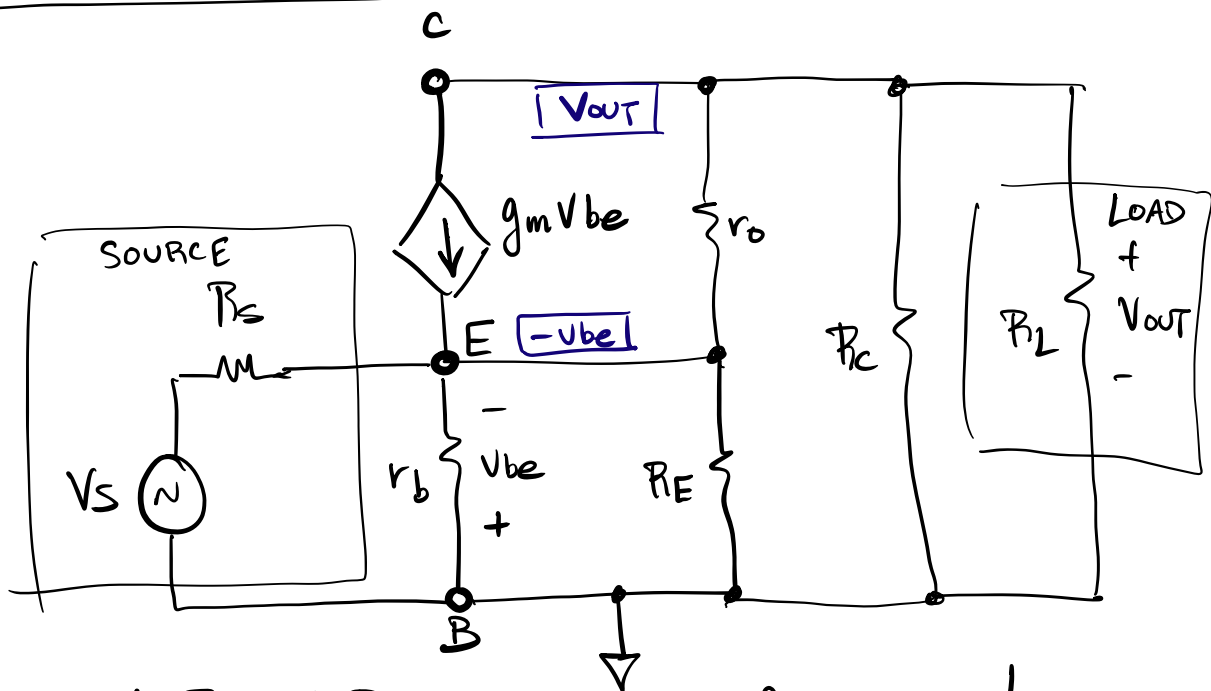 C
VOUT
gmVbe
ro
LOAD
+
VOUT
-
RL
SOURCE
RS
E
-Vbe
RC
-
Vbe
+
rb
RE
VS
~
B